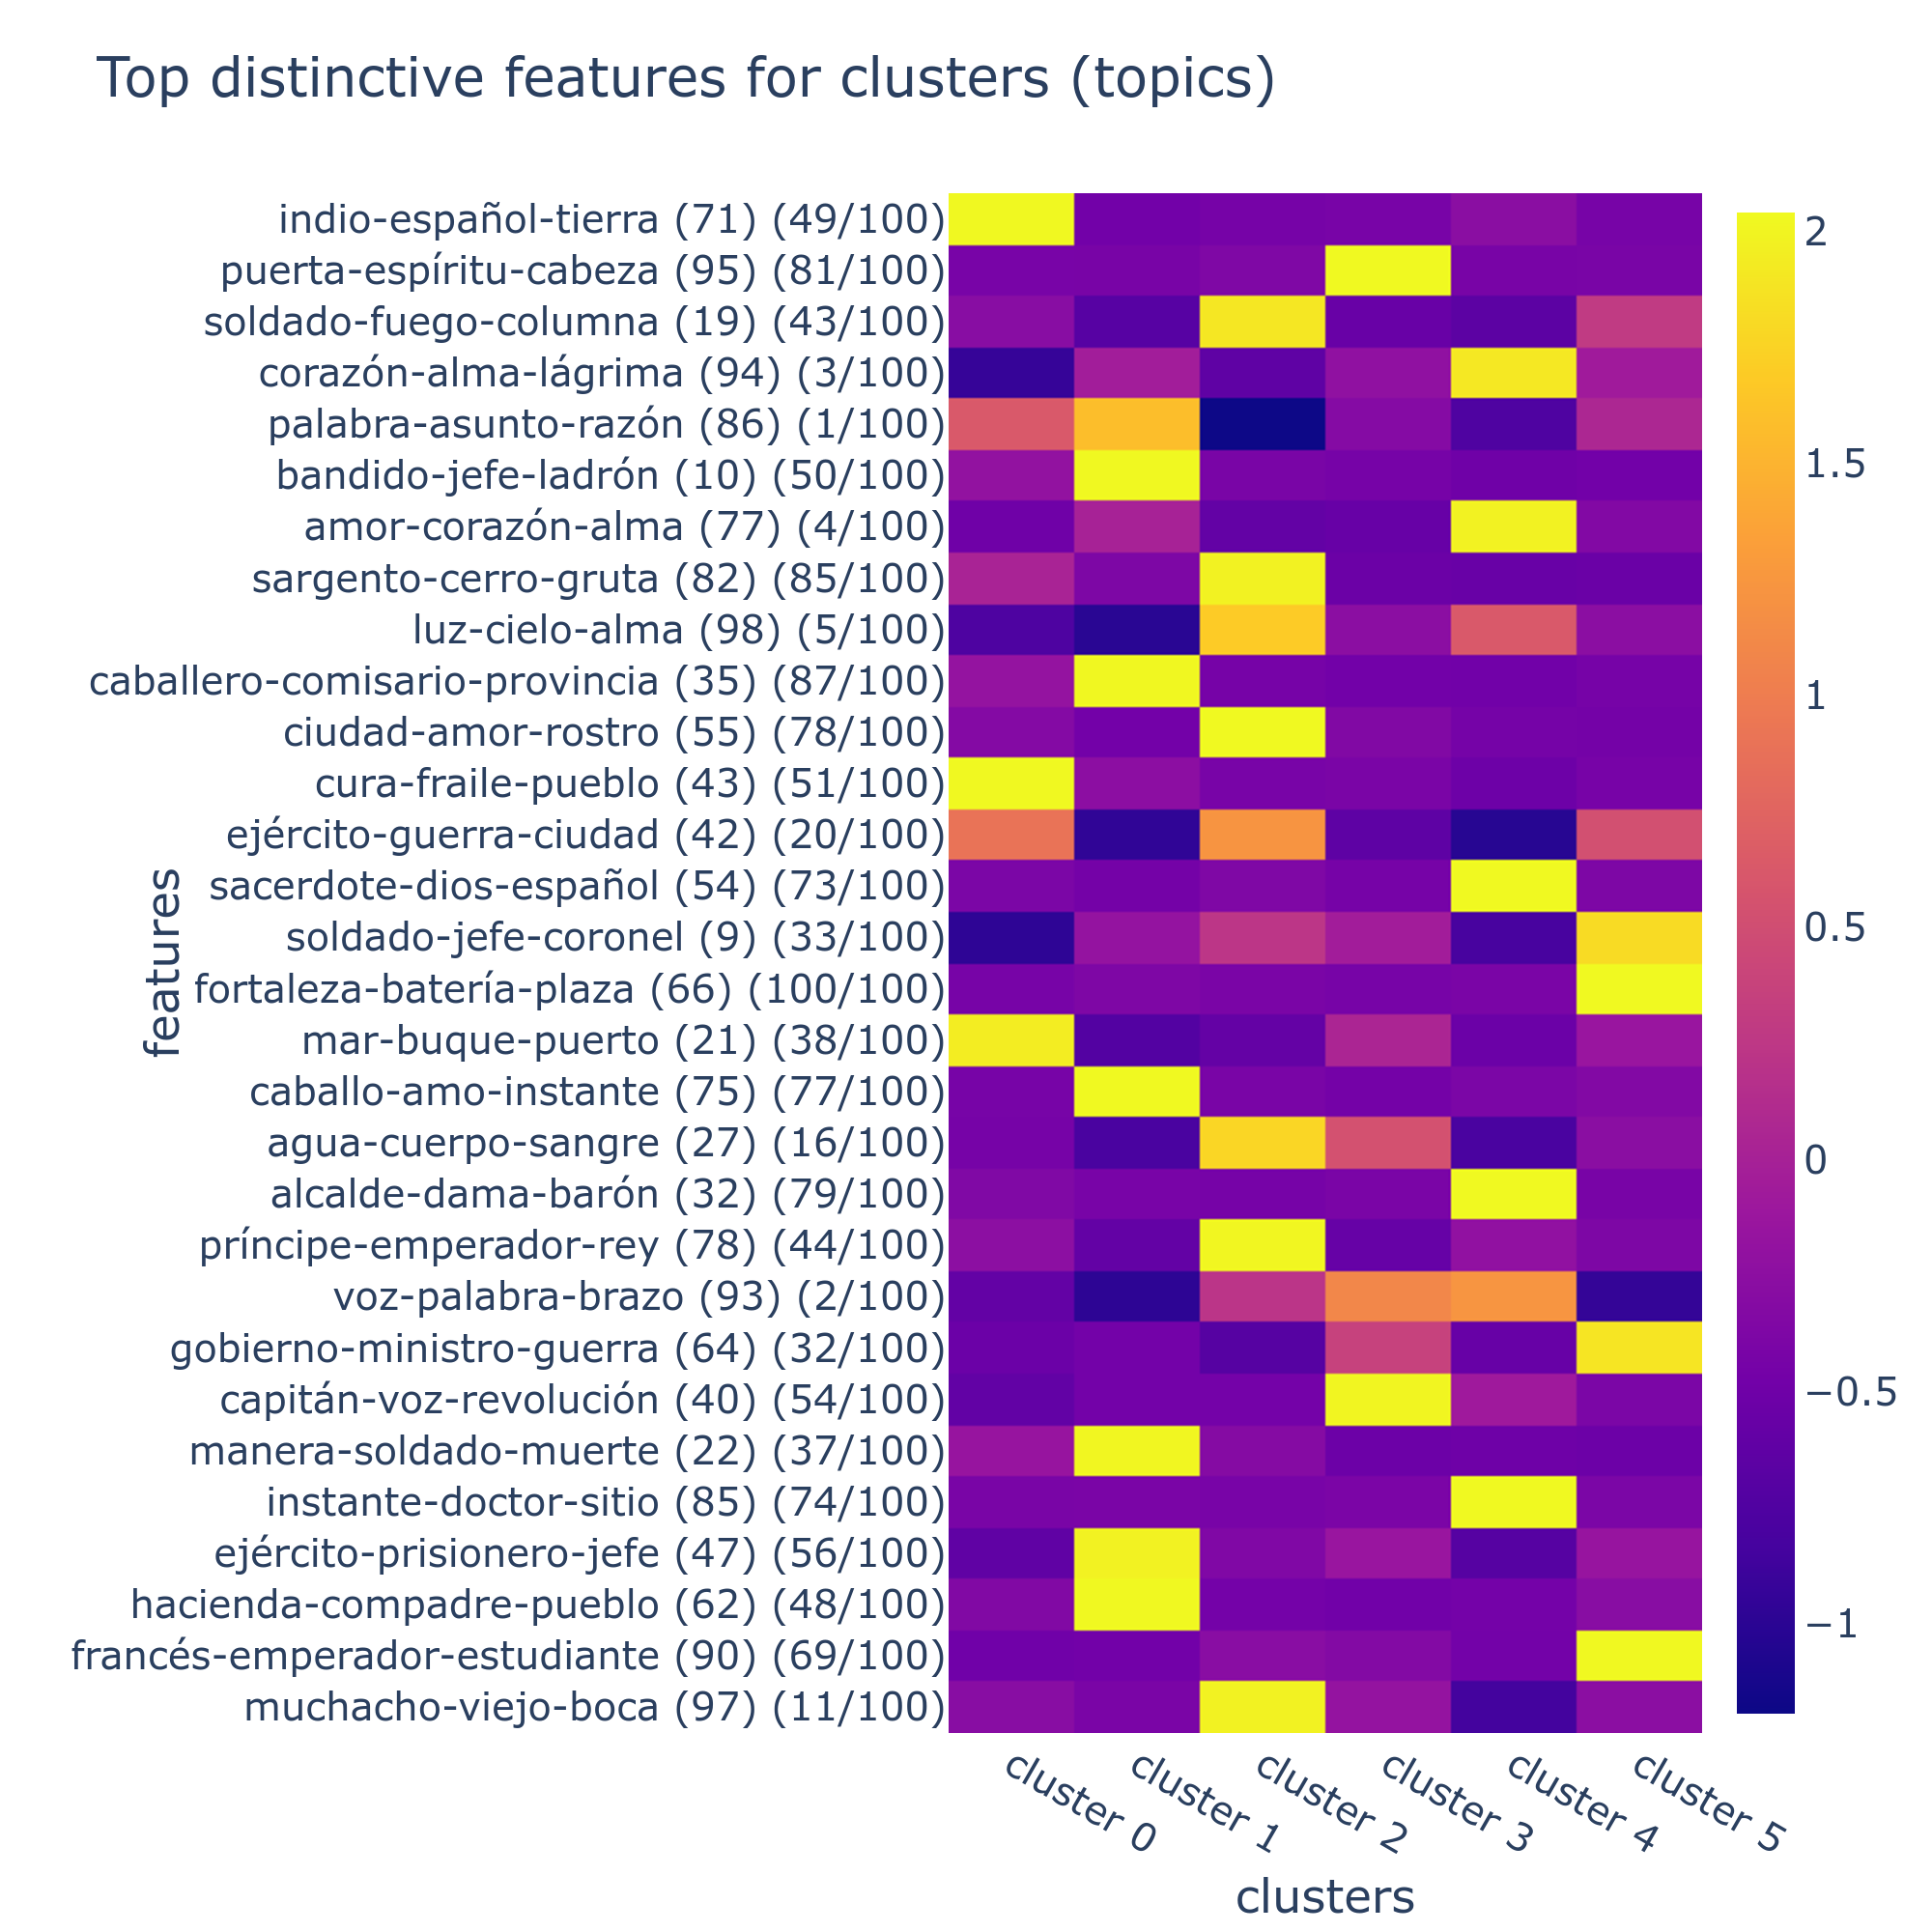 Top distinctive features for clusters (topics)
indio-español-tierra (71) (49/100)
puerta-espíritu-cabeza (95) (81/100)
soldado-fuego-columna (19) (43/100)
corazón-alma-lágrima (94) (3/100)
palabra-asunto-razón (86) (1/100)
bandido-jefe-ladrón (10) (50/100)
amor-corazón-alma (77) (4/100)
sargento-cerro-gruta (82) (85/100)
luz-cielo-alma (98) (5/100)
caballero-comisario-provincia (35) (87/100)
ciudad-amor-rostro (55) (78/100)
cura-fraile-pueblo (43) (51/100)
ejército-guerra-ciudad (42) (20/100)
sacerdote-dios-español (54) (73/100)
soldado-jefe-coronel (9) (33/100)
fortaleza-batería-plaza (66) (100/100)
mar-buque-puerto (21) (38/100)
caballo-amo-instante (75) (77/100)
agua-cuerpo-sangre (27) (16/100)
alcalde-dama-barón (32) (79/100)
príncipe-emperador-rey (78) (44/100)
voz-palabra-brazo (93) (2/100)
gobierno-ministro-guerra (64) (32/100)
capitán-voz-revolución (40) (54/100)
manera-soldado-muerte (22) (37/100)
instante-doctor-sitio (85) (74/100)
ejército-prisionero-jefe (47) (56/100)
hacienda-compadre-pueblo (62) (48/100)
francés-emperador-estudiante (90) (69/100)
muchacho-viejo-boca (97) (11/100)
features
cluster 0
cluster 1
cluster 2
cluster 3
cluster 4
cluster 5
clusters
2
1.5
1
0.5
0
−0.5
−1